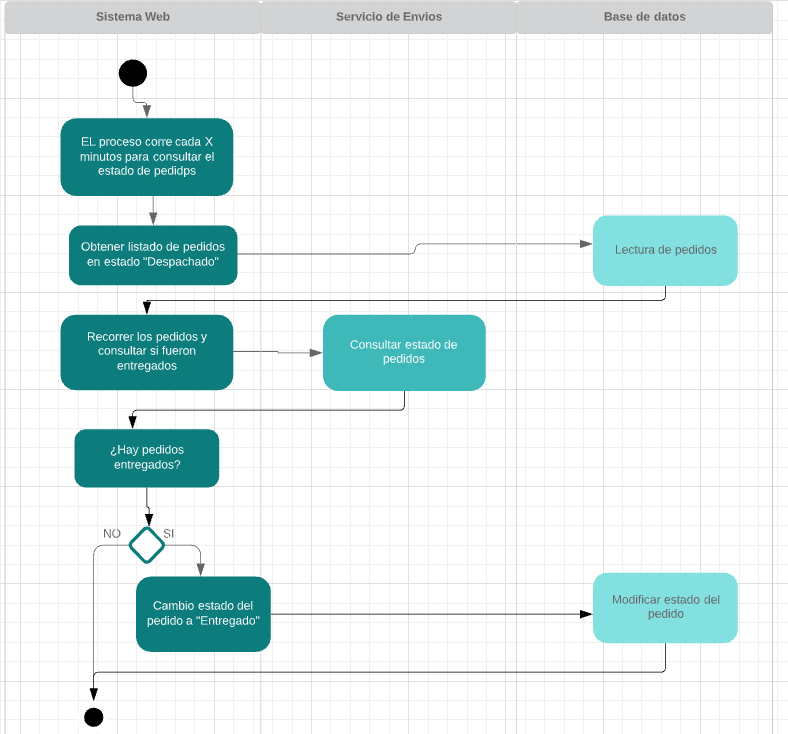 Sistema Web
Servicio de Envios
Base de datos
EL proceso corre cada X
minutos para consultar el
estado de pedidps
Obtener listado de pedidos
en estado "Despachado"
Lectura de pedidos
Recorrer los pedidos y
consultar si fueron
entregados
Consultar estado de
pedidos
¿Hay pedidos
entregados?
NO
SI
Cambio estado del
pedido a "Entregado"
Modificar estado del
pedido